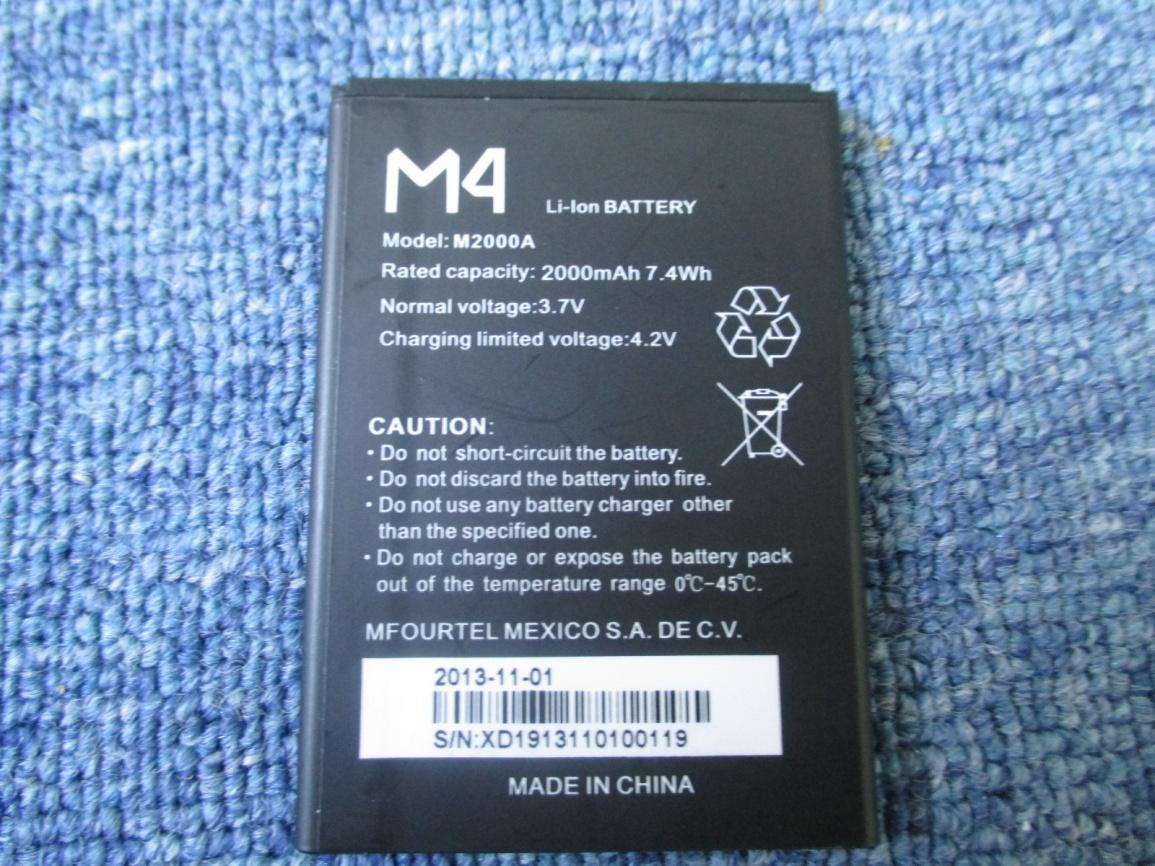 M4
Li-Ion BATTERY
Model: M2000A
Rated capacity: 2000mAh 7.4Wh
Normal voltage:3.7V
Charging limited voltage:4.2V
CAUTION:
• Do not short-circuit the battery.
• Do not discard the battery into fire.
• Do not use any battery charger other
than the specified one.
• Do not charge or expose the battery pack
out of the temperature range 0℃-45℃.
MFOURTEL MEXICO S.A. DE C.V.
2013-11-01
S/N:XD1913110100119
MADE IN CHINA